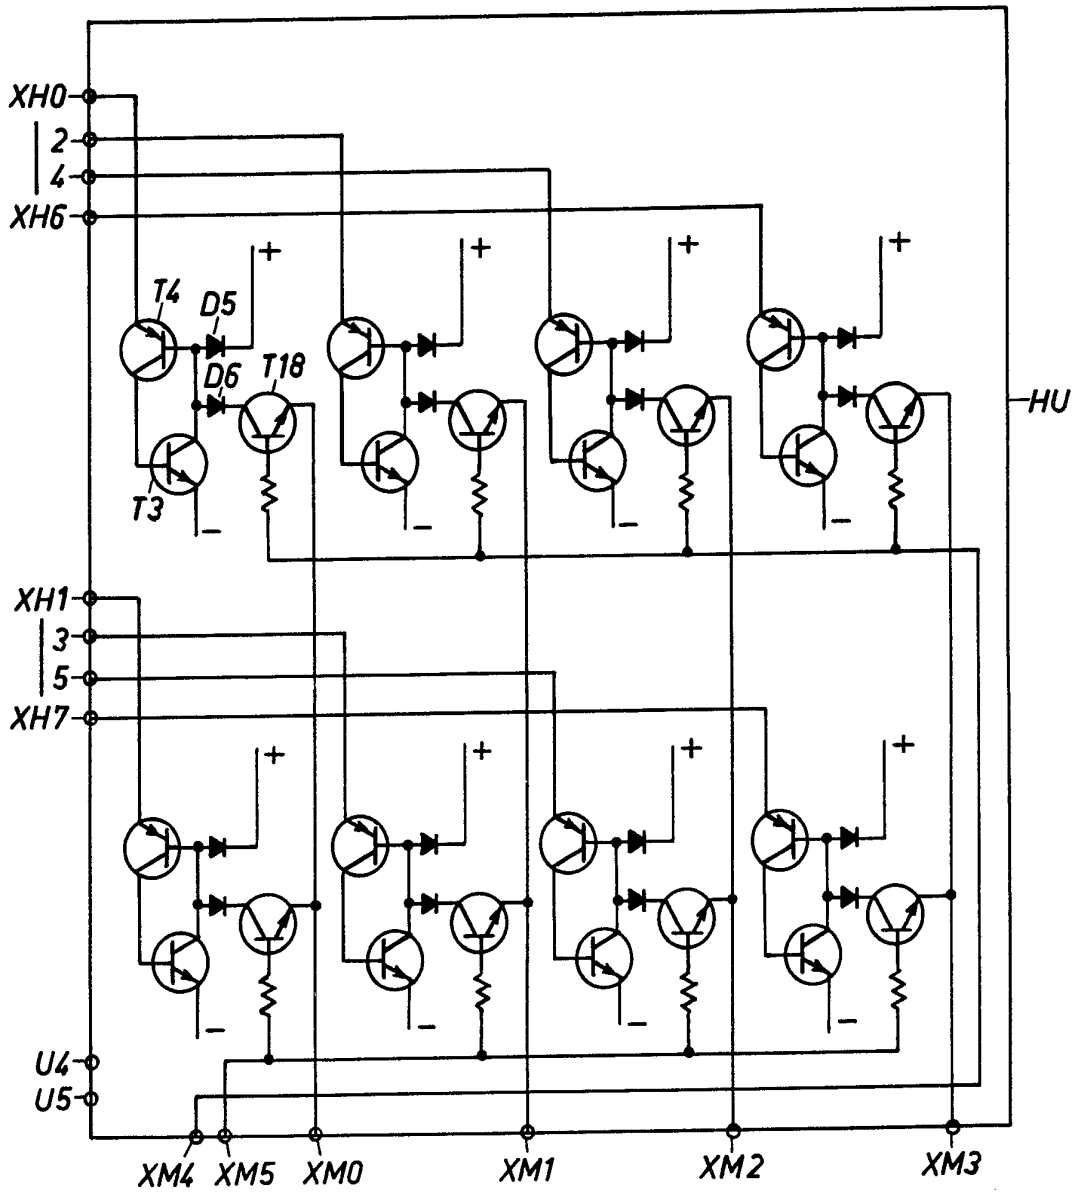 XH0
2
4
XH6
+ + + +
T4
D5
D6
T18
HU
T3
− − − −
XH1
3
5
XH7
+ + + +
− − − −
U4
U5
XM4 XM5 XM0 XM1 XM2 XM3